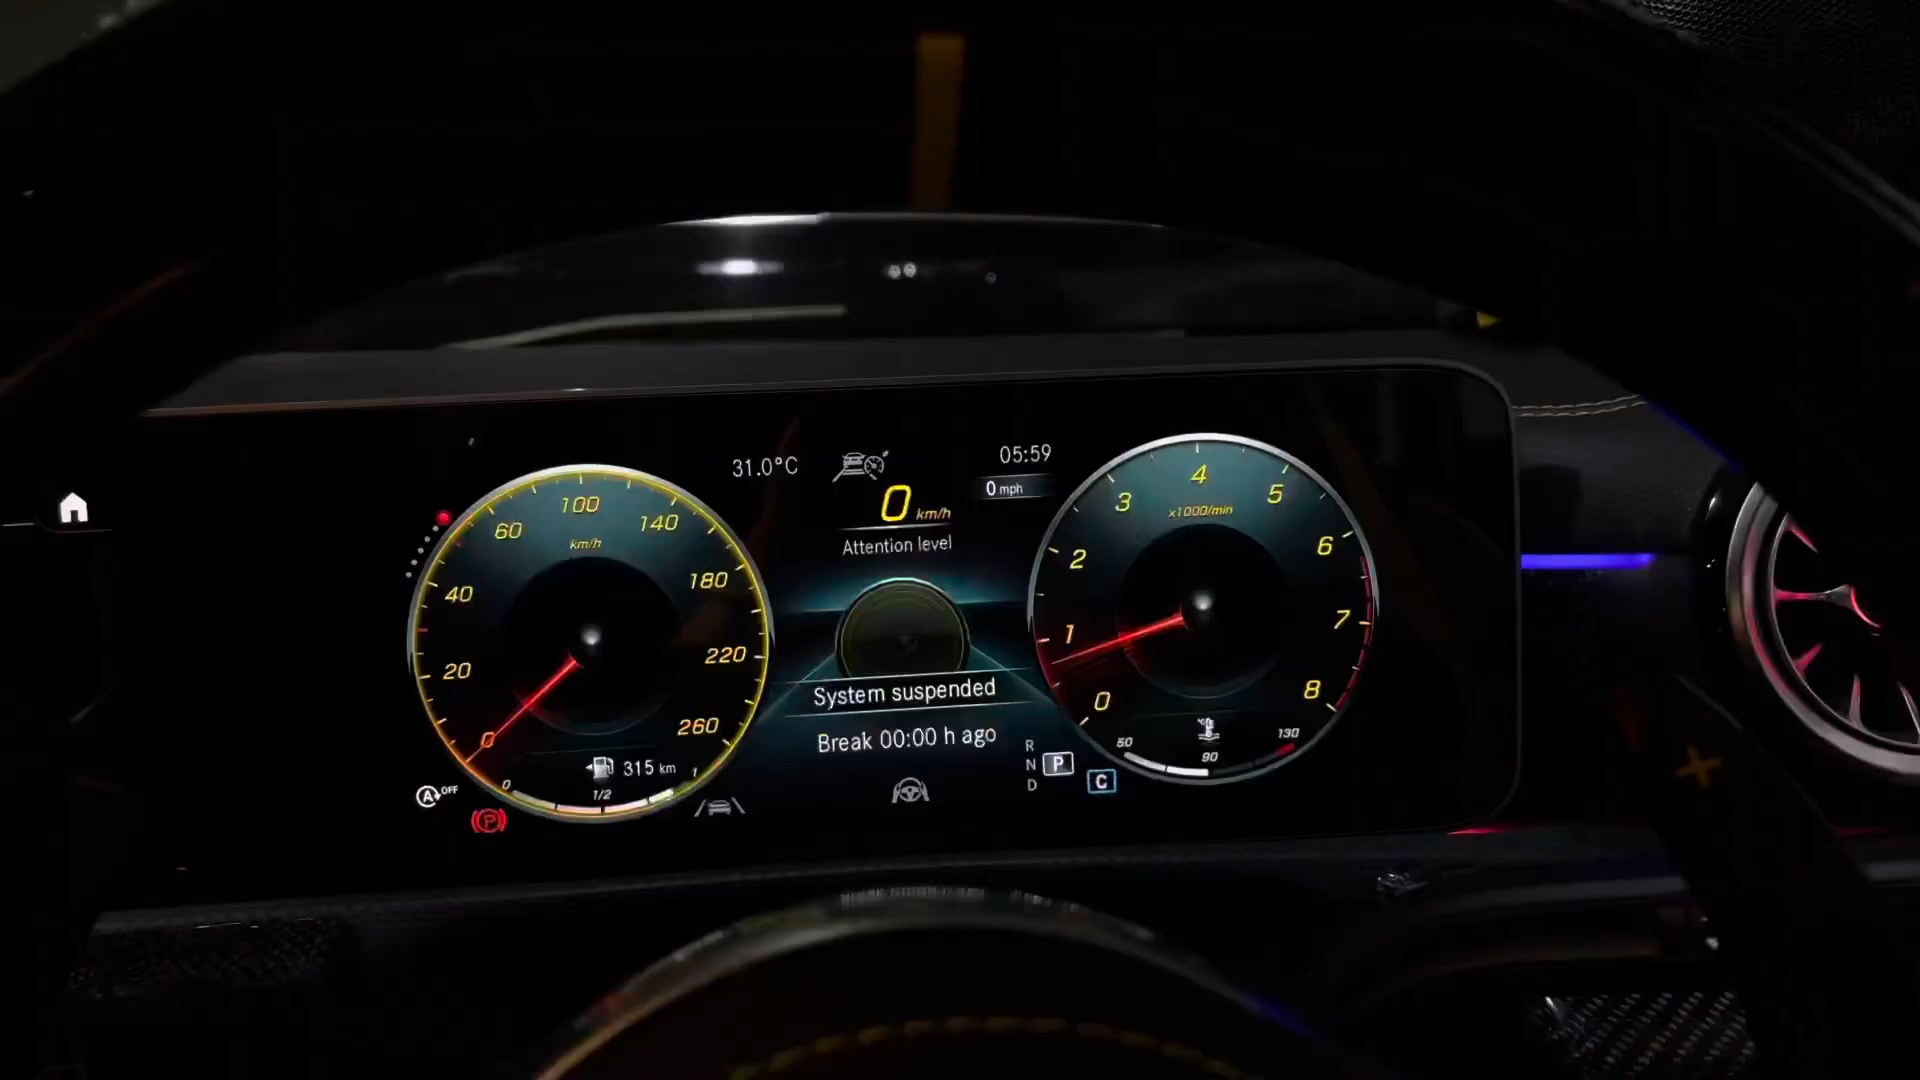 31.0°C
05:59
0 mph
0 km/h
Attention level
System suspended
Break 00:00 h ago
0
20
40
60
100
140
180
220
260
km/h
315 km
0
1/2
1
A OFF
P
0
1
2
3
4
5
6
7
8
x1000/min
°C
50
90
130
R
N P
D
C